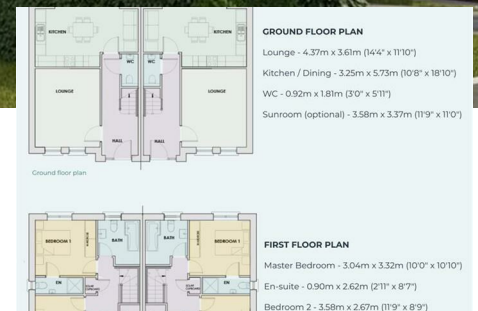 KITCHEN
KITCHEN
WC
WC
LOUNGE
LOUNGE
HALL
HALL
Ground floor plan
GROUND FLOOR PLAN
Lounge - 4.37m x 3.61m (14'4" x 11'10")
Kitchen / Dining - 3.25m x 5.73m (10'8" x 18'10")
WC - 0.92m x 1.81m (3'0" x 5'11")
Sunroom (optional) - 3.58m x 3.37m (11'9" x 11'0")
BEDROOM 1
BATH
BATH
BEDROOM 1
EN
EN
FIRST FLOOR PLAN
Master Bedroom - 3.04m x 3.32m (10'0" x 10'10")
En-suite - 0.90m x 2.62m (2'11" x 8'7")
Bedroom 2 - 3.58m x 2.67m (11'9" x 8'9")